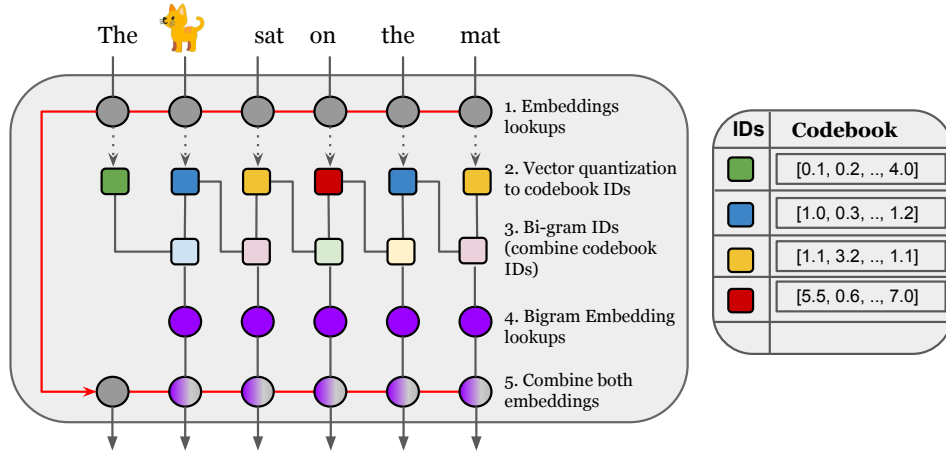 The sat on the mat
1. Embeddings
lookups
2. Vector quantization
to codebook IDs
3. Bi-gram IDs
(combine codebook
IDs)
4. Bigram Embedding
lookups
5. Combine both
embeddings
IDs Codebook
[0.1, 0.2, .., 4.0]
[1.0, 0.3, .., 1.2]
[1.1, 3.2, .., 1.1]
[5.5, 0.6, .., 7.0]